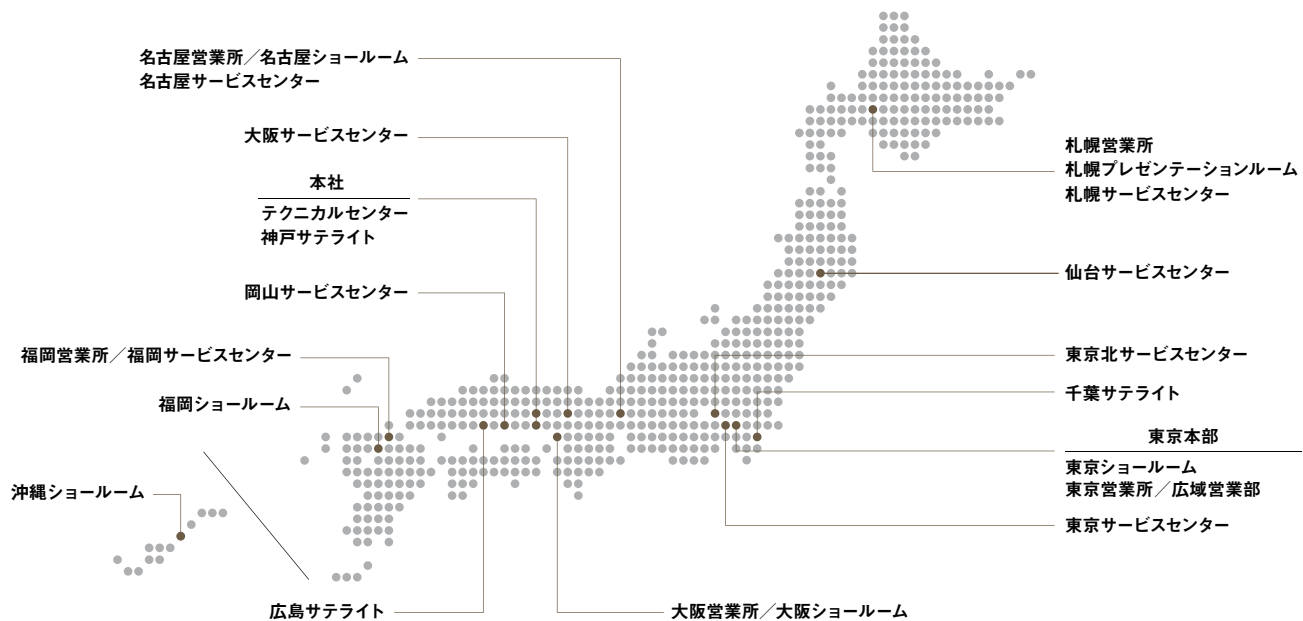 名古屋営業所／名古屋ショールーム
名古屋サービスセンター
大阪サービスセンター
本社
テクニカルセンター
神戸サテライト
岡山サービスセンター
福岡営業所／福岡サービスセンター
福岡ショールーム
沖縄ショールーム
広島サテライト
大阪営業所／大阪ショールーム
札幌営業所
札幌プレゼンテーションルーム
札幌サービスセンター
仙台サービスセンター
東京北サービスセンター
千葉サテライト
東京本部
東京ショールーム
東京営業所／広域営業部
東京サービスセンター